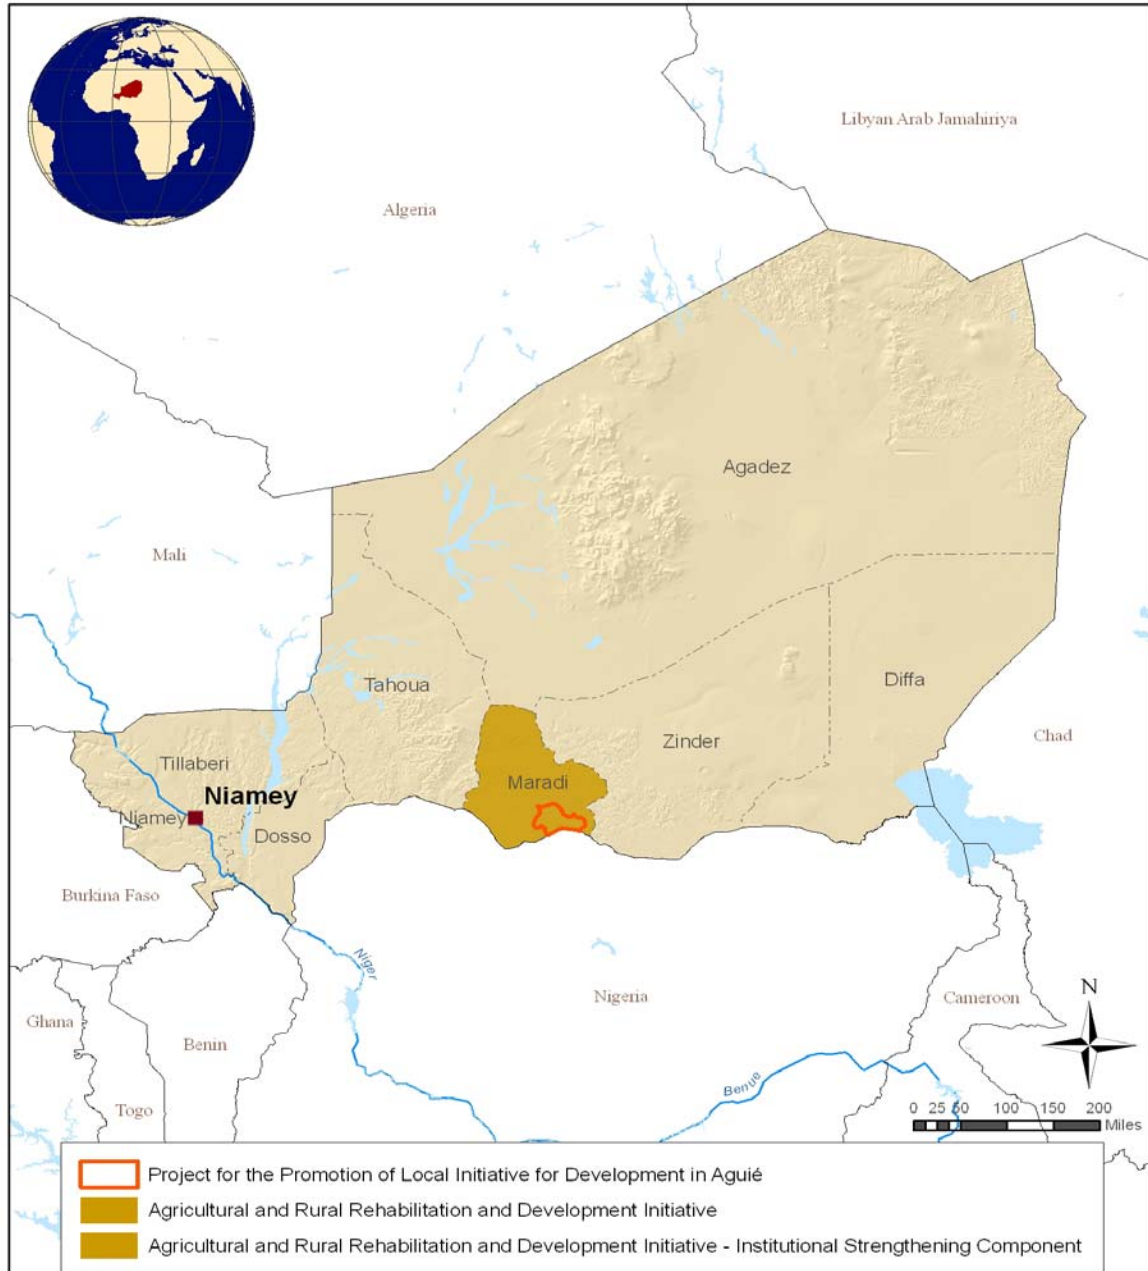 Libyan Arab Jamahiriya
Algeria
Agadez
Mali
Tahoua
Diffa
Zinder
Chad
Tillaberi
Maradi
Niamey
Niamey
Dosso
Burkina Faso
Niger
Nigeria
Cameroon
N
Ghana
Benin
Benue
Togo
0 25 50 100 150 200
Miles
Project for the Promotion of Local Initiative for Development in Aguié
Agricultural and Rural Rehabilitation and Development Initiative
Agricultural and Rural Rehabilitation and Development Initiative - Institutional Strengthening Component